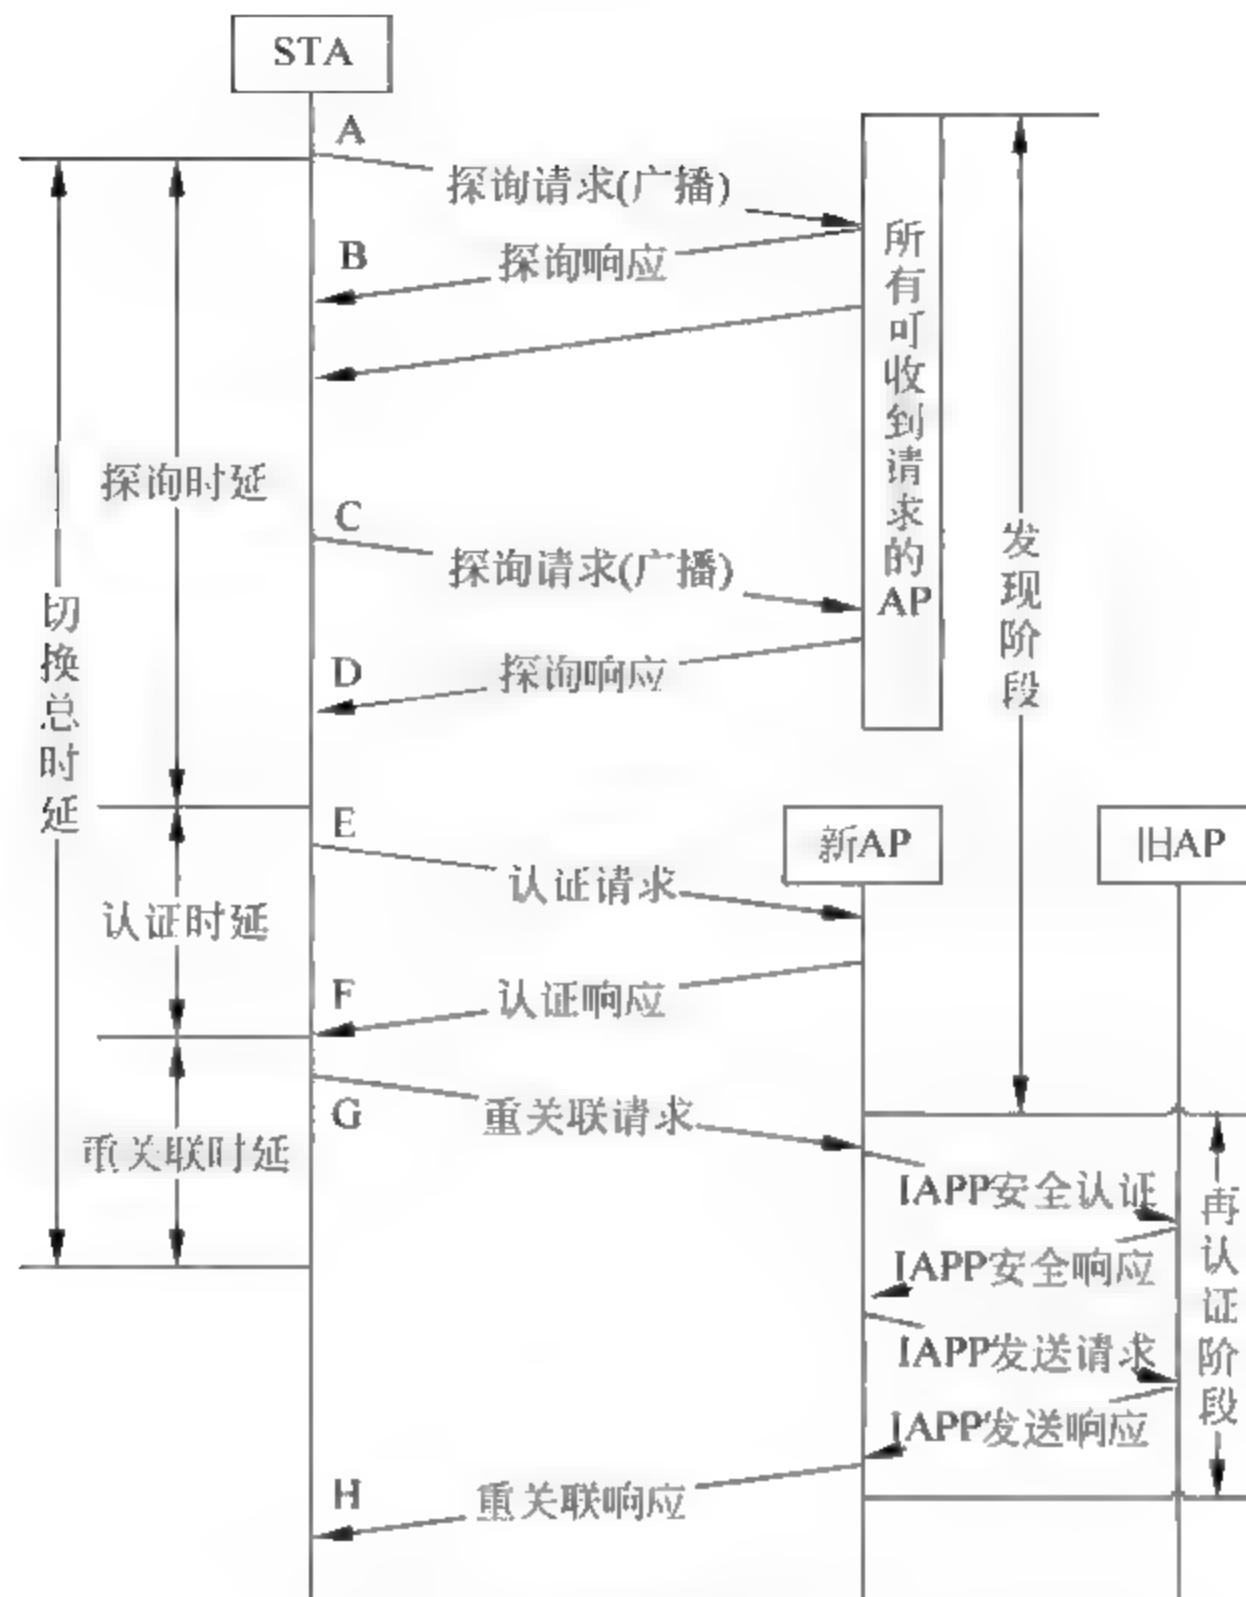 STA
A
探询请求(广播)
B
探询响应
所有可收到请求的AP
探询时延
C
探询请求(广播)
发现阶段
切换总时延
D
探询响应
E
新AP
旧AP
认证请求
认证时延
F
认证响应
G
重关联请求
重关联时延
IAPP安全认证
再认证阶段
IAPP安全响应
IAPP发送请求
IAPP发送响应
H
重关联响应